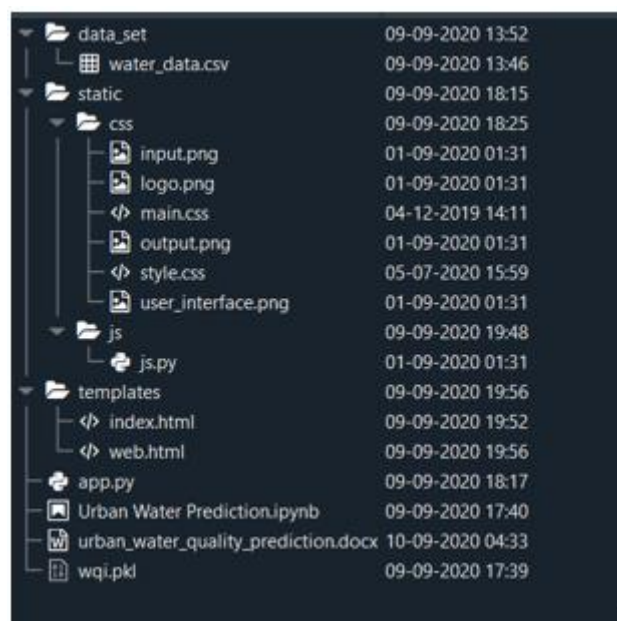 data_set 09-09-2020 13:52
water_data.csv 09-09-2020 13:46
static 09-09-2020 18:15
css 09-09-2020 18:25
input.png 01-09-2020 01:31
logo.png 01-09-2020 01:31
main.css 04-12-2019 14:11
output.png 01-09-2020 01:31
style.css 05-07-2020 15:59
user_interface.png 01-09-2020 01:31
js 09-09-2020 19:48
js.py 01-09-2020 01:31
templates 09-09-2020 19:56
index.html 09-09-2020 19:52
web.html 09-09-2020 19:56
app.py 09-09-2020 18:17
Urban Water Prediction.ipynb 09-09-2020 17:40
urban_water_quality_prediction.docx 10-09-2020 04:33
wqi.pkl 09-09-2020 17:39